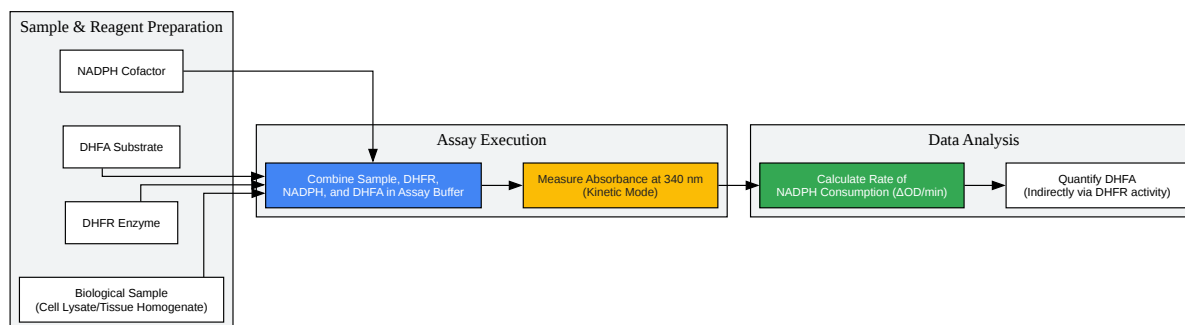 Sample & Reagent Preparation
NADPH Cofactor
DHFA Substrate
DHFR Enzyme
Biological Sample
(Cell Lysate/Tissue Homogenate)
Assay Execution
Combine Sample, DHFR,
NADPH, and DHFA in Assay Buffer
Measure Absorbance at 340 nm
(Kinetic Mode)
Data Analysis
Calculate Rate of
NADPH Consumption (ΔOD/min)
Quantify DHFA
(Indirectly via DHFR activity)